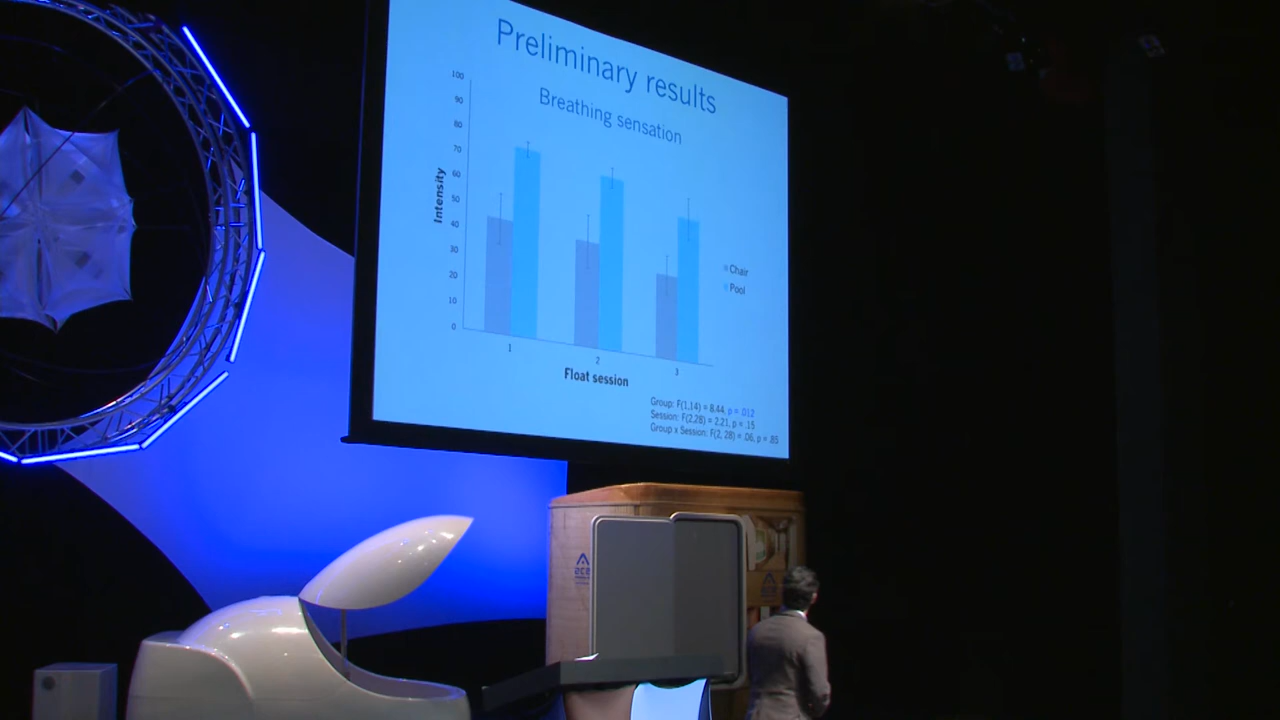 Preliminary results
Breathing sensation
100
90
80
70
60
50
40
30
20
10
0
Intensity
1
2
3
Float session
Chair
Pool
Group: F(1,14) = 8.44, p = .012
Session: F(2,28) = 2.21, p = .15
Group x Session: F(2, 28) = .06, p = .85